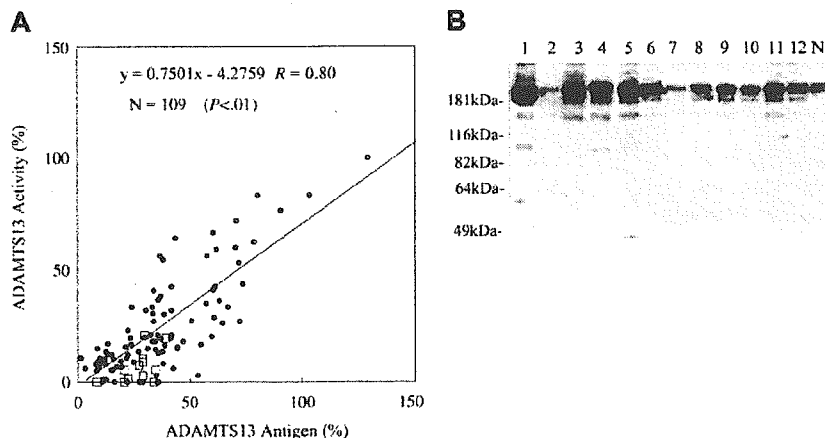 A
y = 0.7501x - 4.2759 R = 0.80
N = 109 (P<.01)
150
100
50
0
0
50
100
150
ADAMTS13 Activity (%)
ADAMTS13 Antigen (%)
B
1 2 3 4 5 6 7 8 9 10 11 12 N
181kDa-
116kDa-
82kDa-
64kDa-
49kDa-